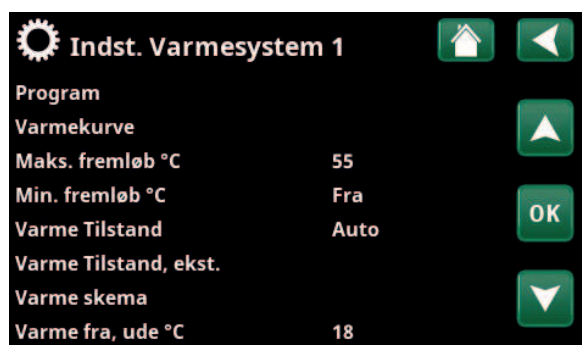 Indst. Varmesystem 1
Program
Varmekurve
Maks. fremløb °C 55
Min. fremløb °C Fra
Varme Tilstand Auto
OK
Varme Tilstand, ekst.
Varme skema
Varme fra, ude °C 18